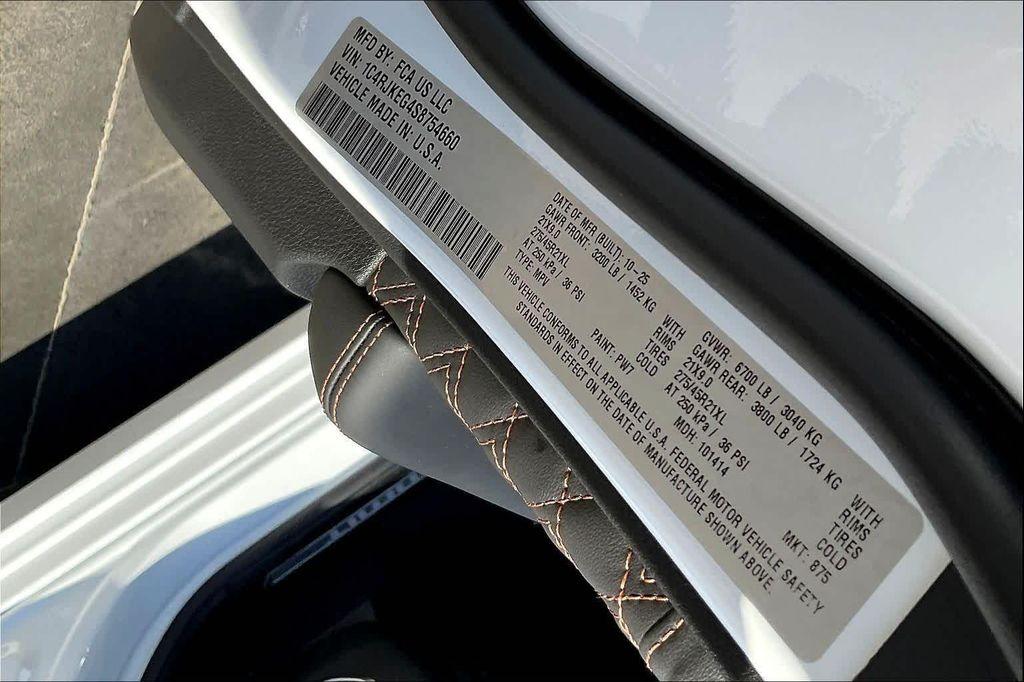 MFD BY: FCA US LLC
VIN: 1C4RJKEG4S8754660
VEHICLE MADE IN: U.S.A.
DATE OF MFR (BUILT): 10-25 GVWR: 6700 LB / 3040 KG
GAWR FRONT: 3200 LB / 1452 KG WITH GAWR REAR: 3800 LB / 1724 KG WITH
21X9.0 RIMS 21X9.0 RIMS
275/45R21XL TIRES 275/45R21XL TIRES
AT 250 kPa / 36 PSI COLD AT 250 kPa / 36 PSI COLD
TYPE: MPV PAINT: PW7 MDH: 101414 MKT: 875
THIS VEHICLE CONFORMS TO ALL APPLICABLE U.S.A. FEDERAL MOTOR VEHICLE SAFETY
STANDARDS IN EFFECT ON THE DATE OF MANUFACTURE SHOWN ABOVE.